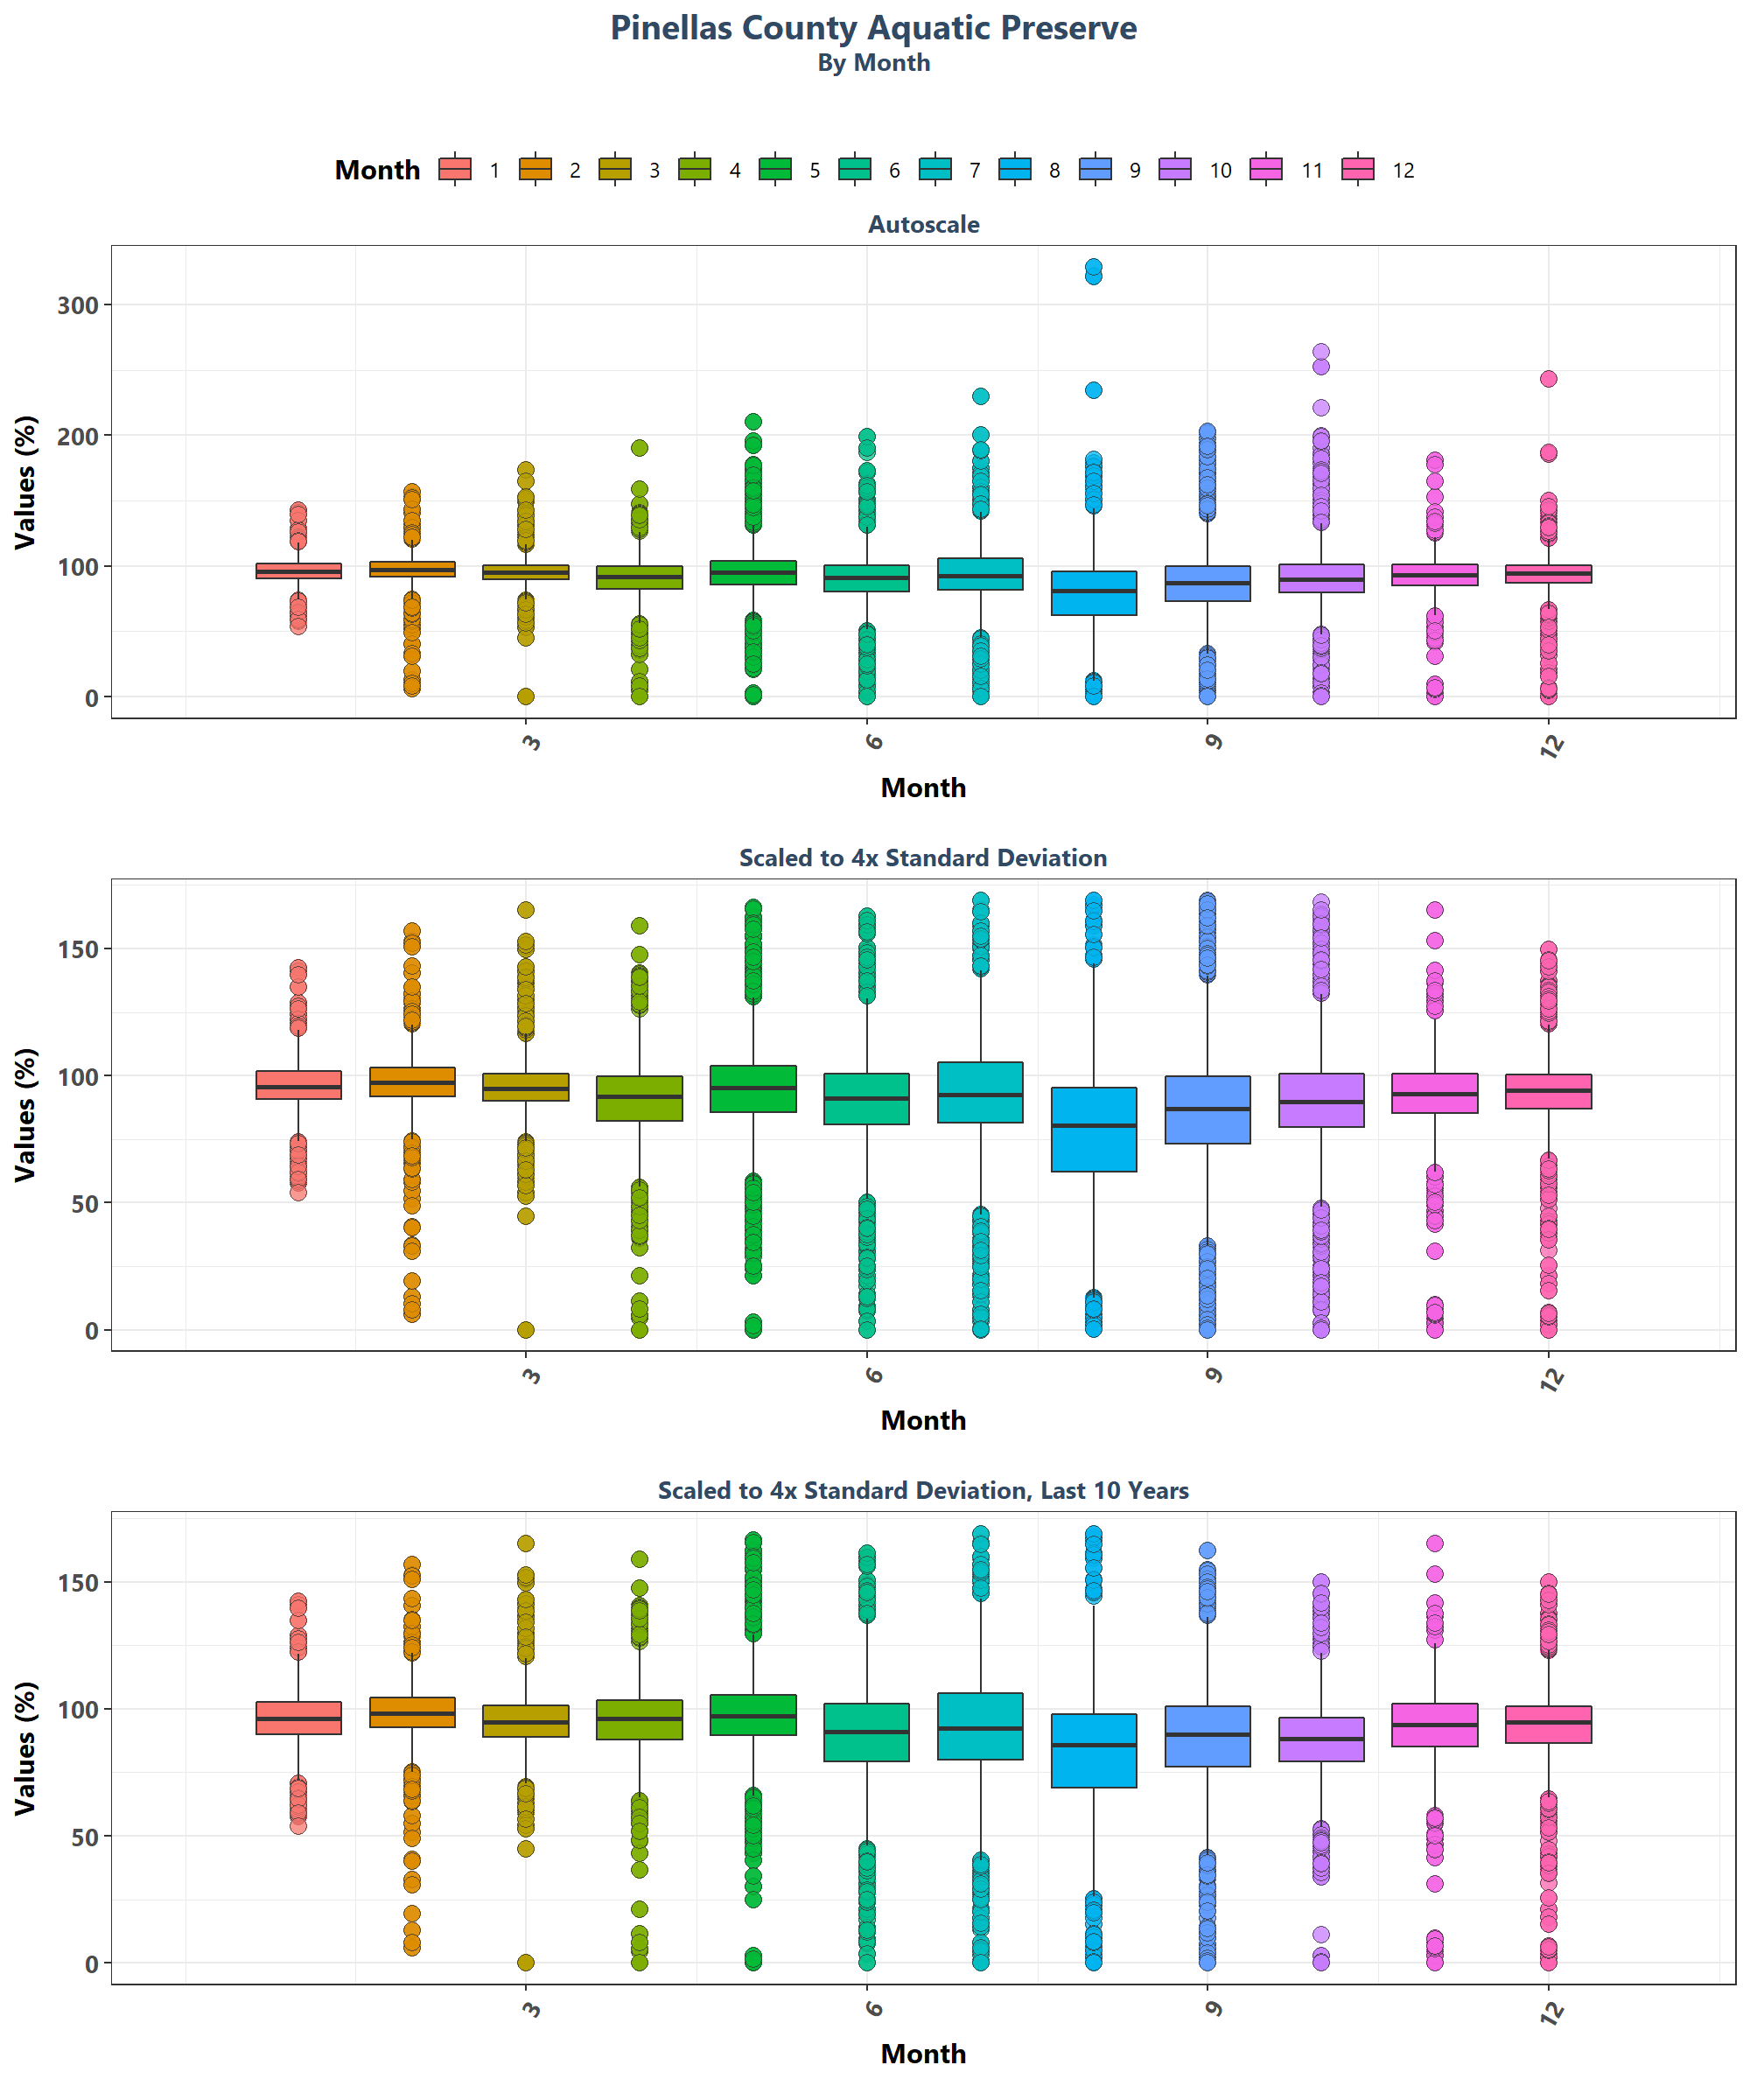 Pinellas County Aquatic Preserve
By Month
Month 1 2 3 4 5 6 7 8 9 10 11 12
Autoscale
Values (%)
300
200
100
0
3 6 9 12
Month
Scaled to 4x Standard Deviation
Values (%)
150
100
50
0
3 6 9 12
Month
Scaled to 4x Standard Deviation, Last 10 Years
Values (%)
150
100
50
0
3 6 9 12
Month